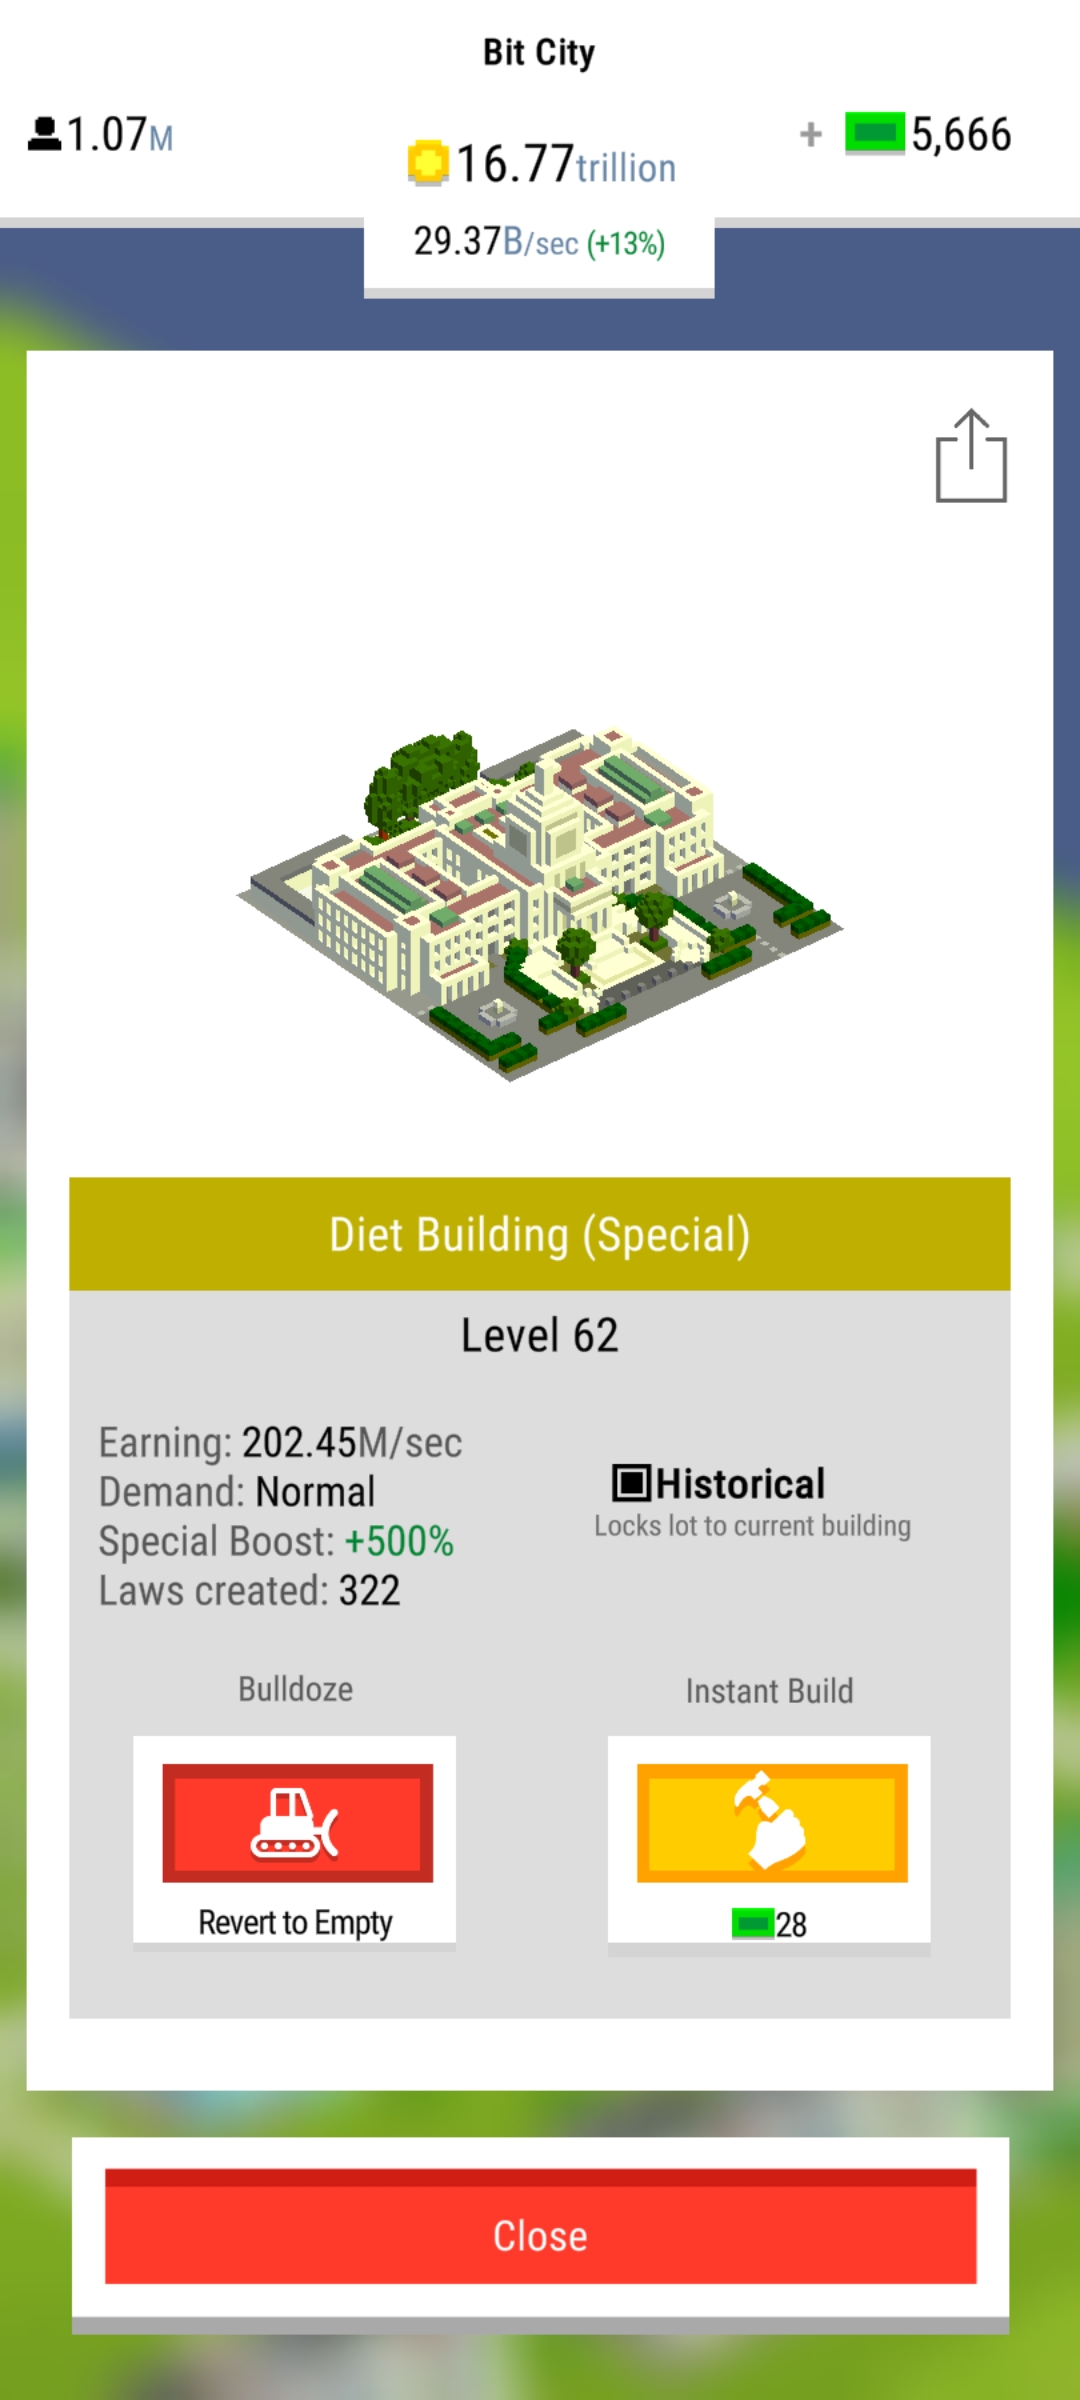 Bit City
1.07M
+ 5,666
16.77trillion
29.37B/sec (+13%)
Diet Building (Special)
Level 62
Earning: 202.45M/sec
Demand: Normal
Special Boost: +500%
Laws created: 322
Historical
Locks lot to current building
Bulldoze
Instant Build
Revert to Empty
28
Close